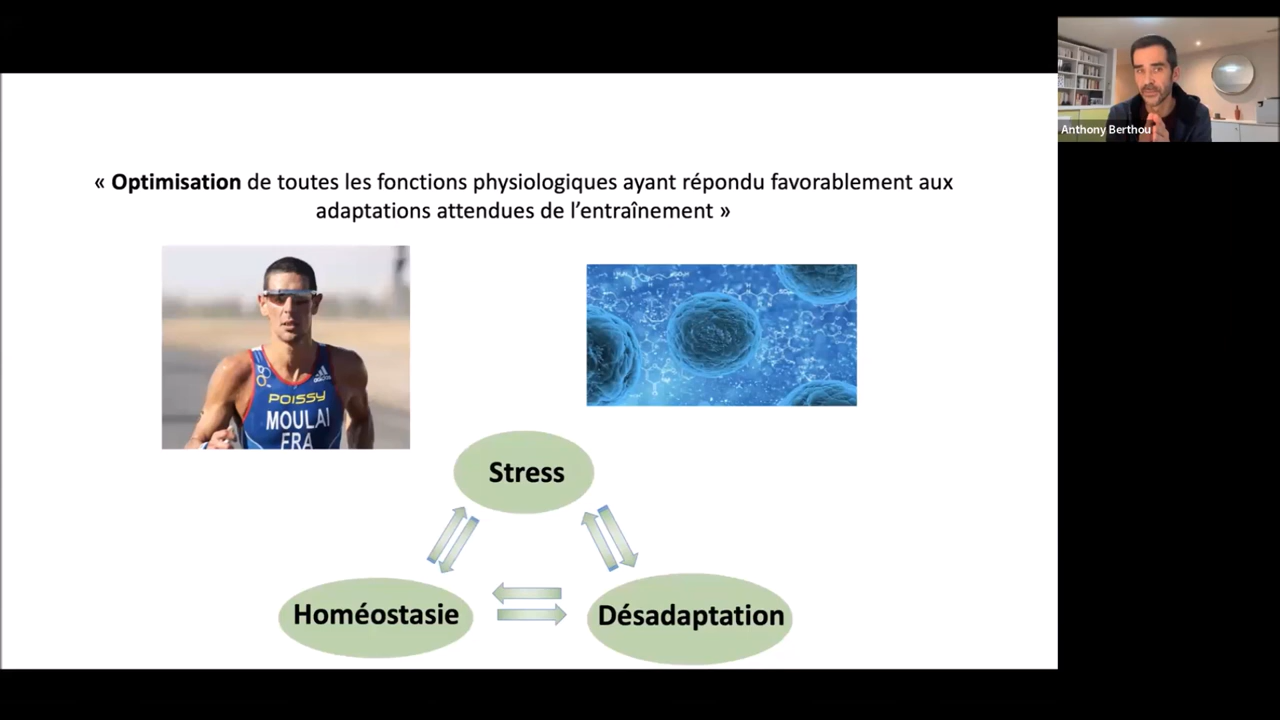 « Optimisation de toutes les fonctions physiologiques ayant répondu favorablement aux
adaptations attendues de l’entraînement »
Anthony Berthou
adidas
POISSY
MOULAI
FRA
Stress
Homéostasie
Désadaptation